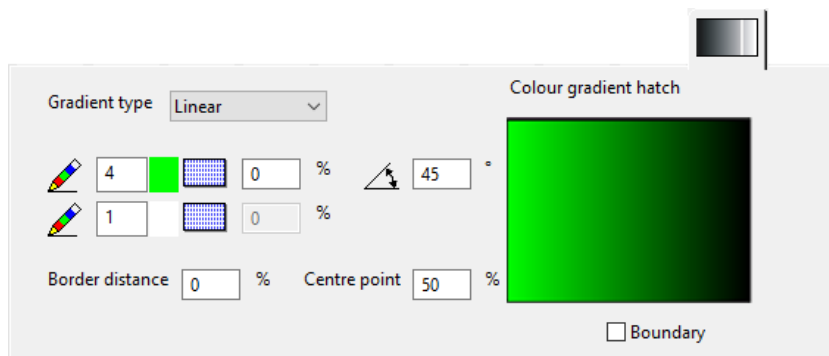 Colour gradient hatch
Gradient type Linear
4 0 % 45 °
1 0 %
Border distance 0 % Centre point 50 %
Boundary